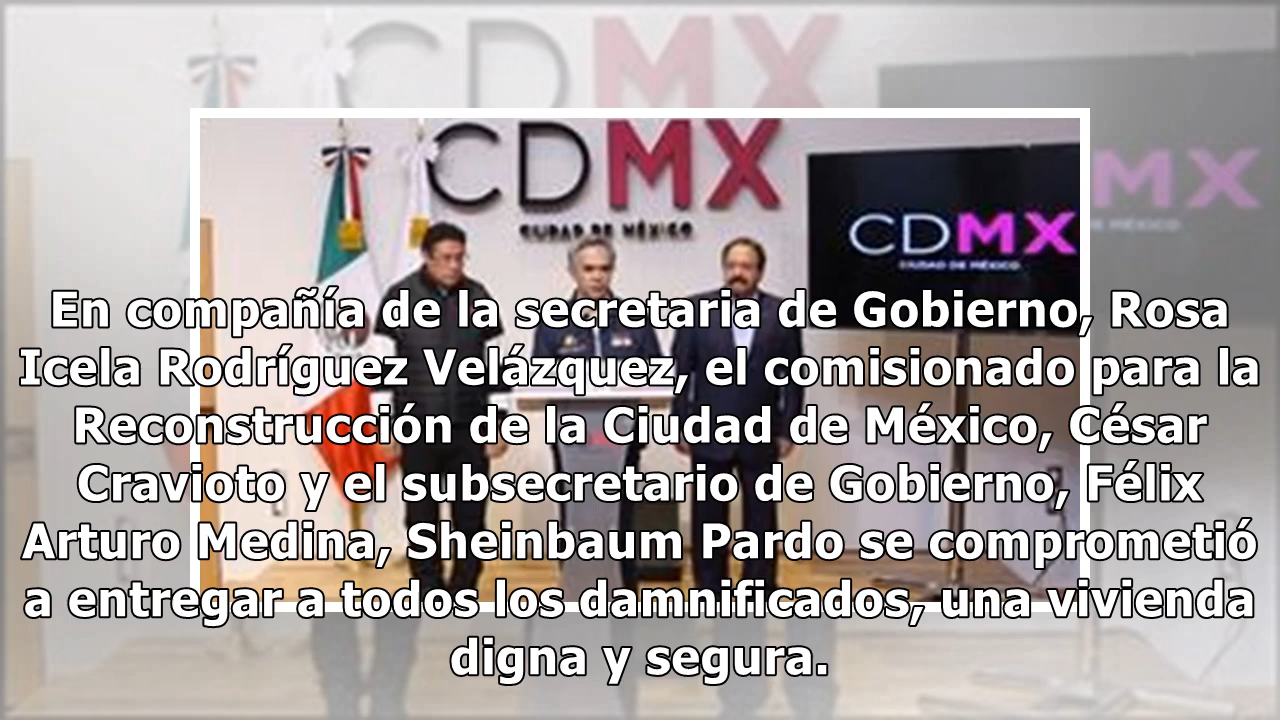 CDMX
CIUDAD DE MÉXICO
CDMX
CIUDAD DE MÉXICO
En compañía de la secretaria de Gobierno, Rosa
Icela Rodríguez Velázquez, el comisionado para la
Reconstrucción de la Ciudad de México, César
Cravioto y el subsecretario de Gobierno, Félix
Arturo Medina, Sheinbaum Pardo se comprometió
a entregar a todos los damnificados, una vivienda
digna y segura.